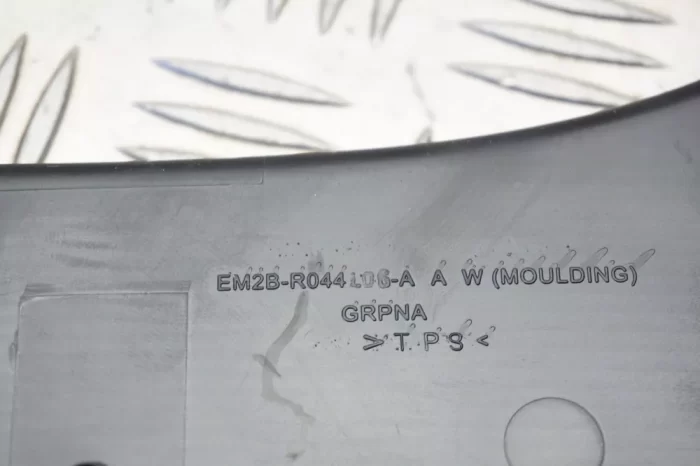 EM2B-R044L06-A A W (MOULDING)
GRPNA
>T P S<